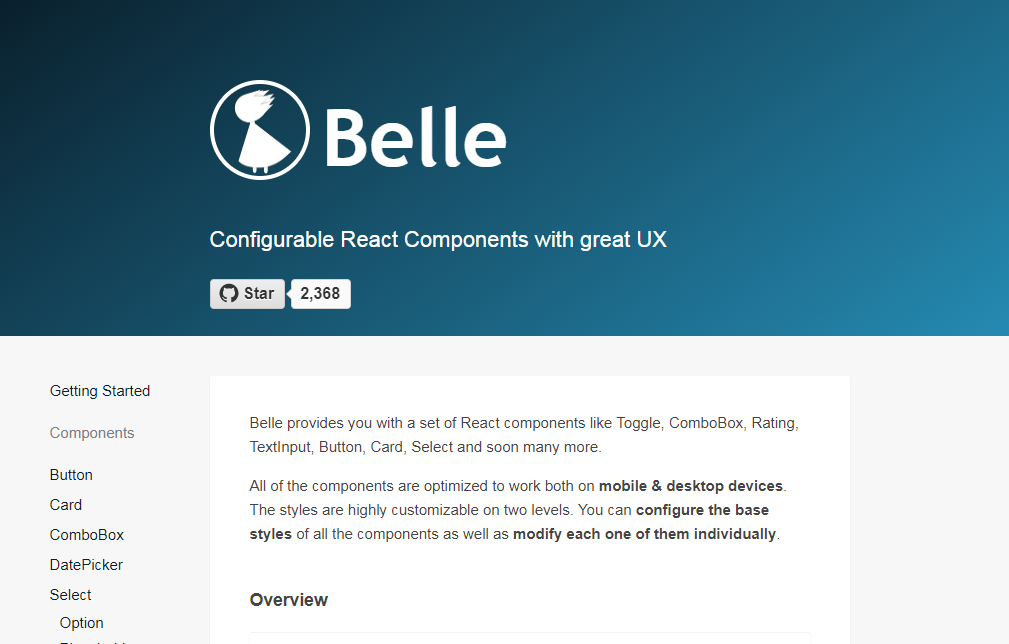 Belle
Configurable React Components with great UX
Star 2,368
Getting Started
Components
Button
Card
ComboBox
DatePicker
Select
Option
Belle provides you with a set of React components like Toggle, ComboBox, Rating,
TextInput, Button, Card, Select and soon many more.
All of the components are optimized to work both on mobile & desktop devices.
The styles are highly customizable on two levels. You can configure the base
styles of all the components as well as modify each one of them individually.
Overview